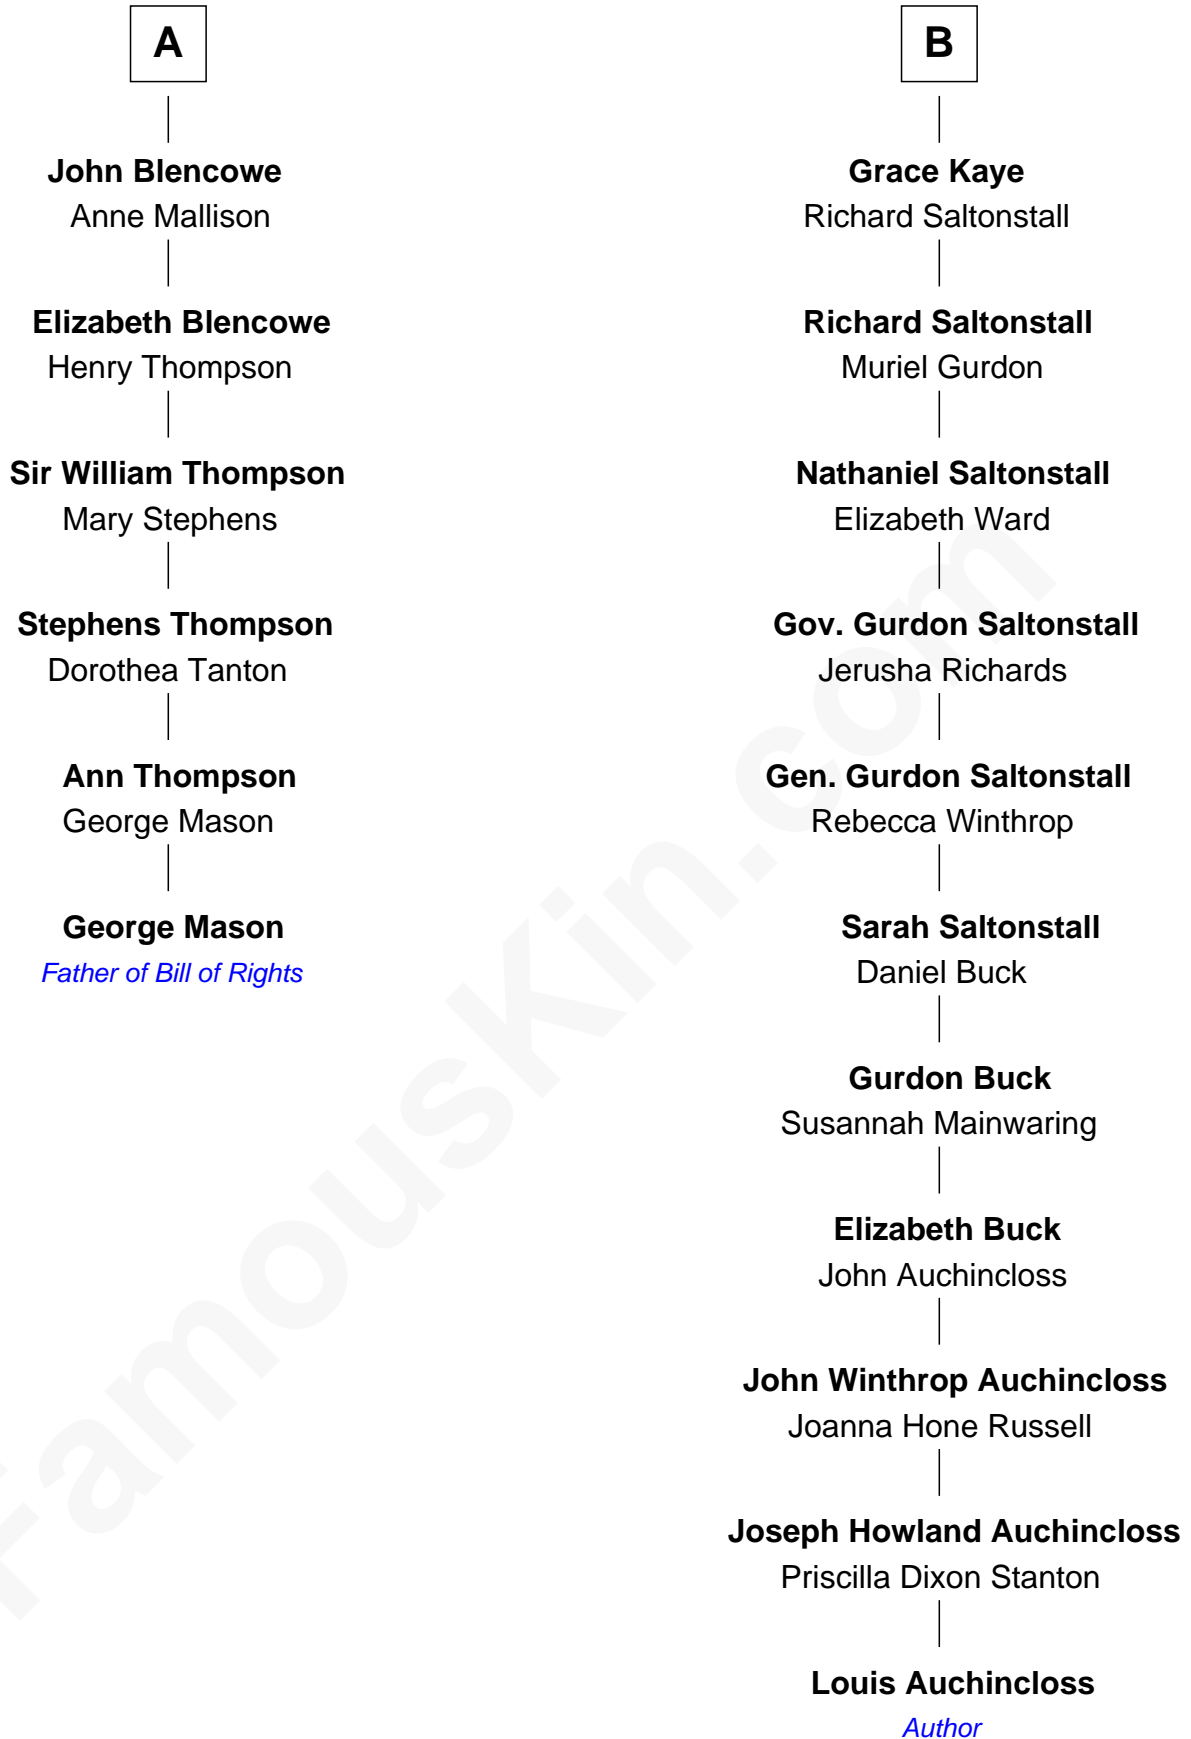 A
John Blencowe
Anne Mallison
Elizabeth Blencowe
Henry Thompson
Sir William Thompson
Mary Stephens
Stephens Thompson
Dorothea Tanton
Ann Thompson
George Mason
George Mason
Father of Bill of Rights
B
Grace Kaye
Richard Saltonstall
Richard Saltonstall
Muriel Gurdon
Nathaniel Saltonstall
Elizabeth Ward
Gov. Gurdon Saltonstall
Jerusha Richards
Gen. Gurdon Saltonstall
Rebecca Winthrop
Sarah Saltonstall
Daniel Buck
Gurdon Buck
Susannah Mainwaring
Elizabeth Buck
John Auchincloss
John Winthrop Auchincloss
Joanna Hone Russell
Joseph Howland Auchincloss
Priscilla Dixon Stanton
Louis Auchincloss
Author
FamousKin.com